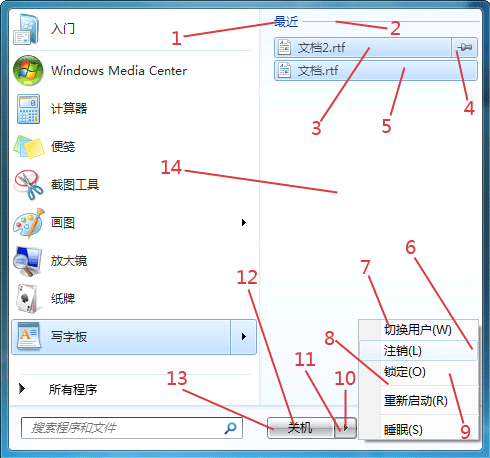 入门
Windows Media Center
计算器
便笺
截图工具
画图
放大镜
纸牌
写字板
所有程序
搜索程序和文件
最近
文档2.rtf
文档.rtf
关机
切换用户(W)
注销(L)
锁定(O)
重新启动(R)
睡眠(S)
1
2
3
4
5
6
7
8
9
10
11
12
13
14